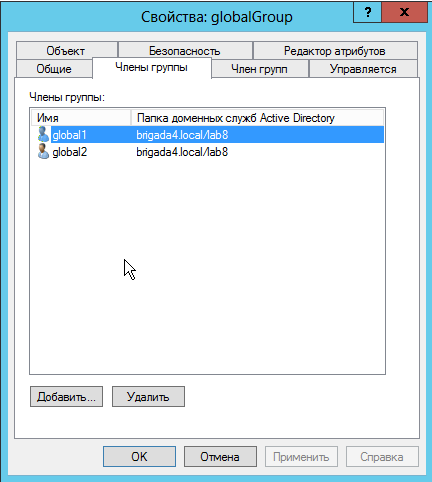 Свойства: globalGroup
?
x
Объект
Безопасность
Редактор атрибутов
Общие
Члены группы
Член групп
Управляется
Члены группы:
Имя
Папка доменных служб Active Directory
global1
brigada4.local/lab8
global2
brigada4.local/lab8
Добавить...
Удалить
OK
Отмена
Применить
Справка